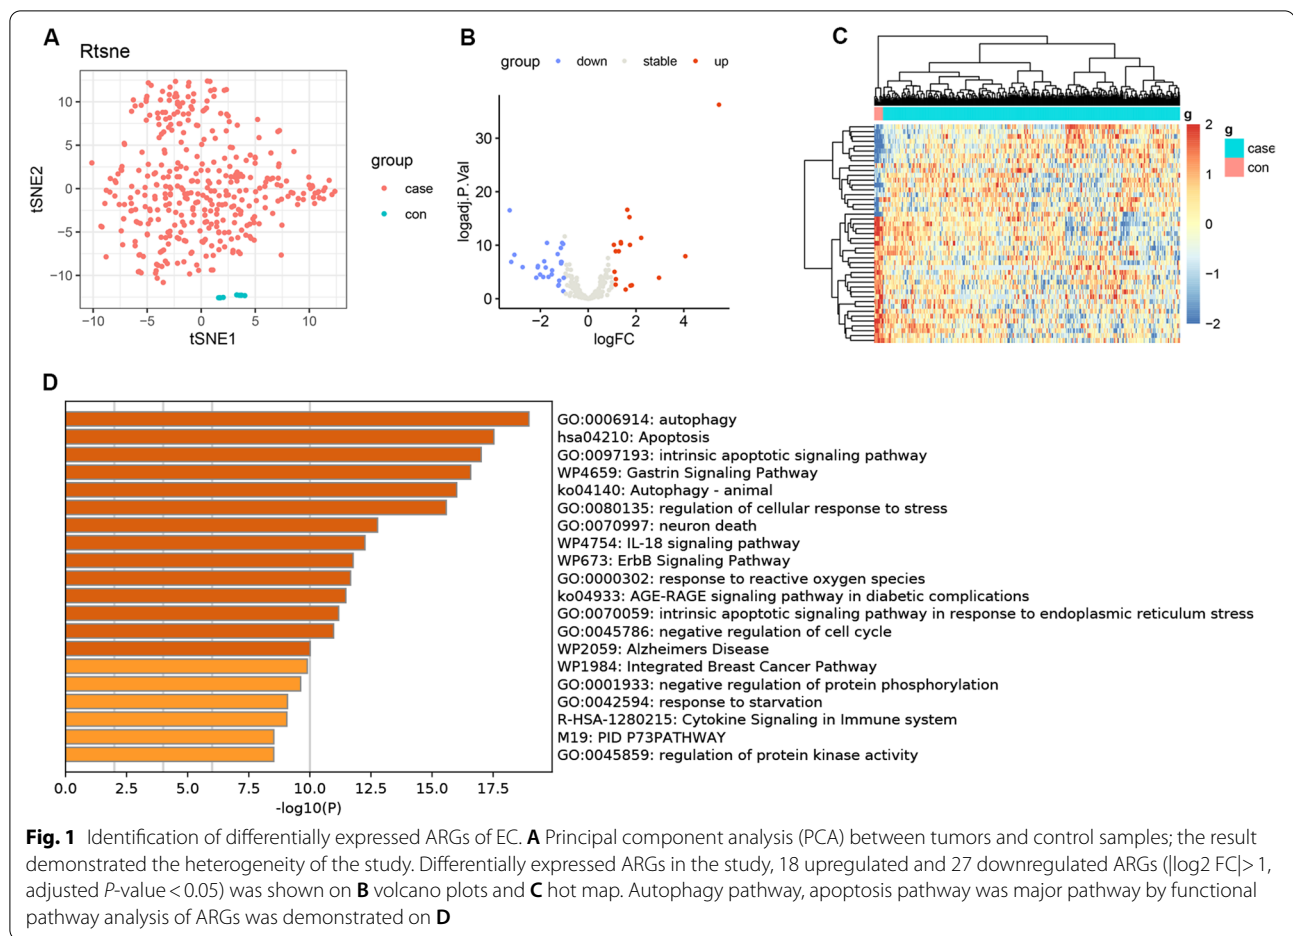 A
Rtsne
10
5
0
−5
−10
tSNE2
−10
−5
0
5
10
tSNE1
group
case
con
B
group
down
stable
up
30
20
10
0
logadj.P.Val
−2
0
2
4
logFC
C
g
2
1
0
−1
−2
g
case
con
D
GO:0006914: autophagy
hsa04210: Apoptosis
GO:0097193: intrinsic apoptotic signaling pathway
WP4659: Gastrin Signaling Pathway
ko04140: Autophagy - animal
GO:0080135: regulation of cellular response to stress
GO:0070997: neuron death
WP4754: IL-18 signaling pathway
WP673: ErbB Signaling Pathway
GO:0000302: response to reactive oxygen species
ko04933: AGE-RAGE signaling pathway in diabetic complications
GO:0070059: intrinsic apoptotic signaling pathway in response to endoplasmic reticulum stress
GO:0045786: negative regulation of cell cycle
WP2059: Alzheimers Disease
WP1984: Integrated Breast Cancer Pathway
GO:0001933: negative regulation of protein phosphorylation
GO:0042594: response to starvation
R-HSA-1280215: Cytokine Signaling in Immune system
M19: PID P73PATHWAY
GO:0045859: regulation of protein kinase activity
0.0 2.5 5.0 7.5 10.0 12.5 15.0 17.5
-log10(P)
Fig. 1 Identification of differentially expressed ARGs of EC. A Principal component analysis (PCA) between tumors and control samples; the result
demonstrated the heterogeneity of the study. Differentially expressed ARGs in the study, 18 upregulated and 27 downregulated ARGs (|log2 FC|> 1,
adjusted P-value < 0.05) was shown on B volcano plots and C hot map. Autophagy pathway, apoptosis pathway was major pathway by functional
pathway analysis of ARGs was demonstrated on D